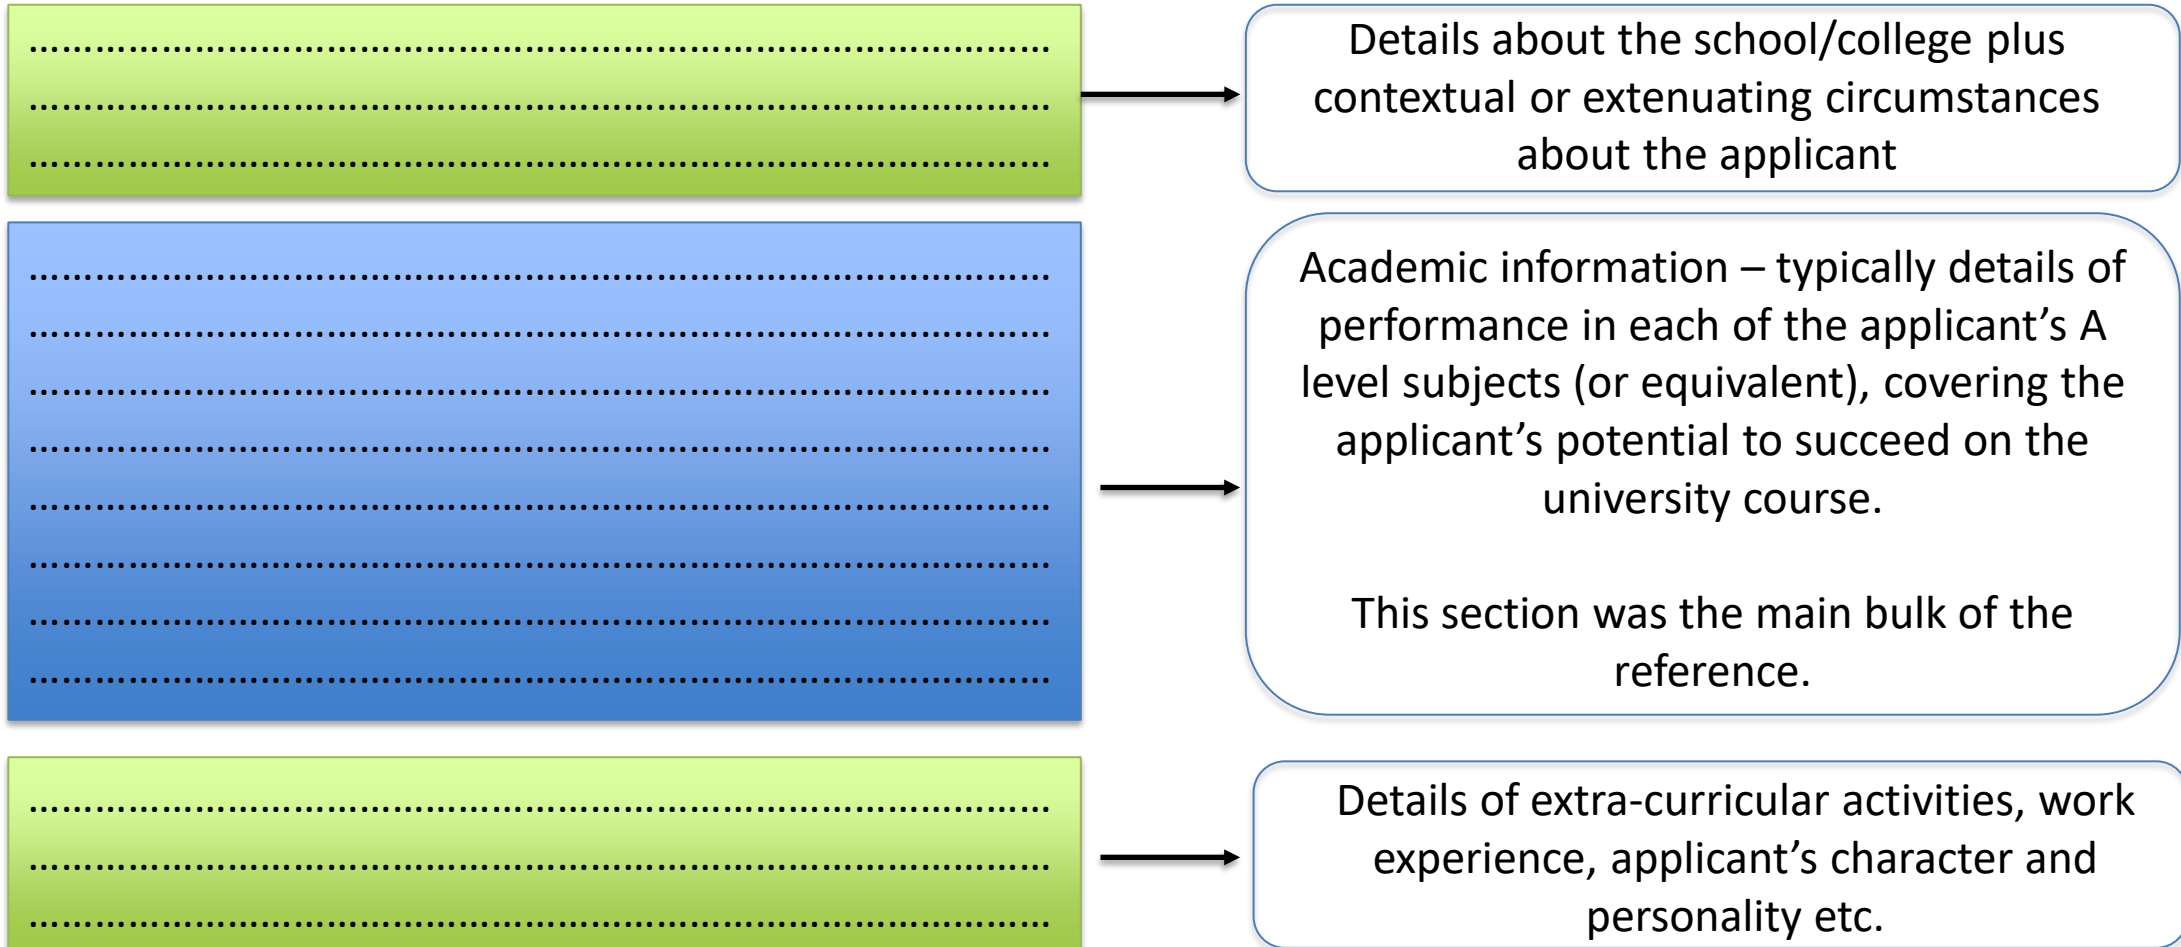 Details about the school/college plus
contextual or extenuating circumstances
about the applicant
Academic information – typically details of
performance in each of the applicant’s A
level subjects (or equivalent), covering the
applicant’s potential to succeed on the
university course.
This section was the main bulk of the
reference.
Details of extra-curricular activities, work
experience, applicant’s character and
personality etc.